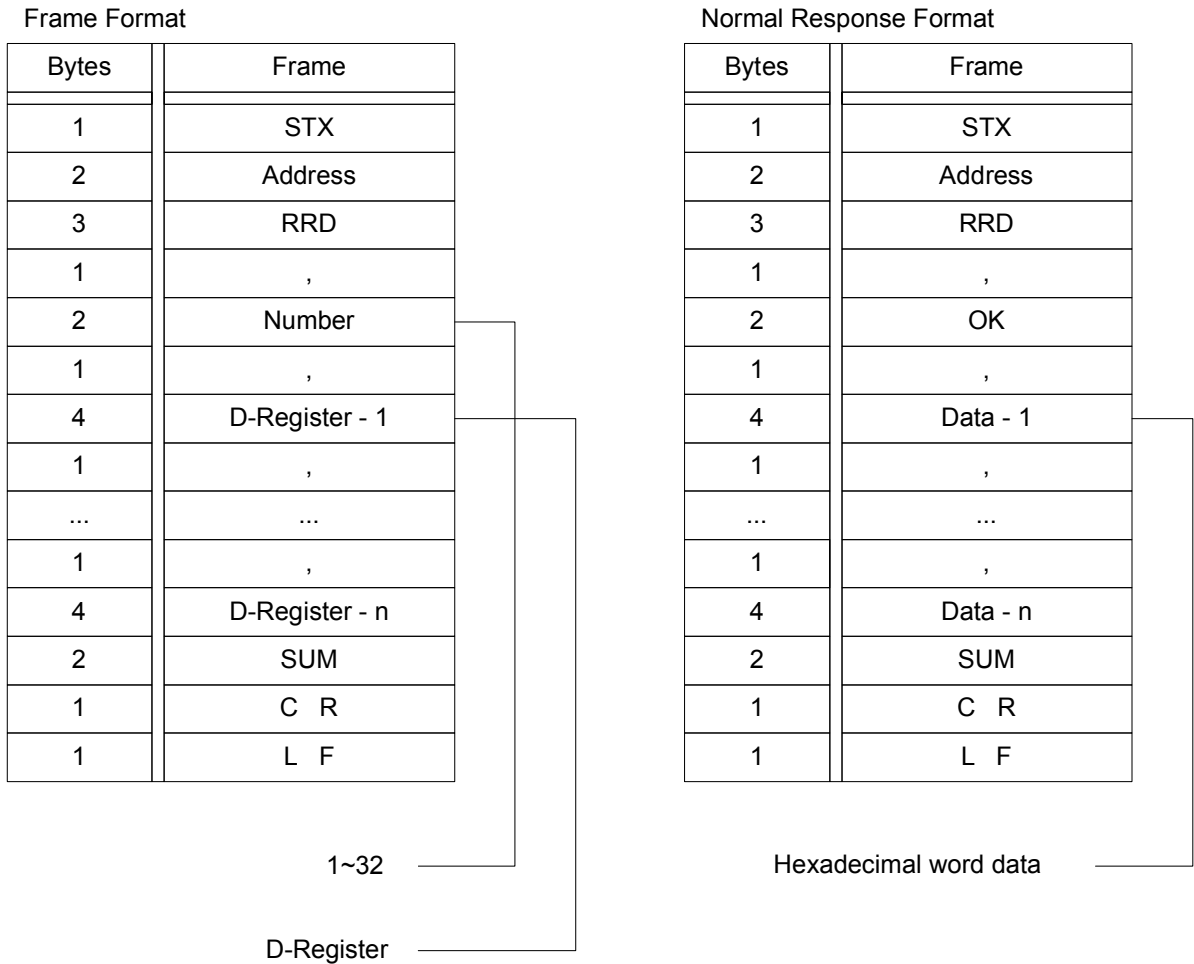 Frame Format
Bytes Frame
1 STX
2 Address
3 RRD
1 ,
2 Number
1 ,
4 D-Register - 1
1 ,
... ...
1 ,
4 D-Register - n
2 SUM
1 C R
1 L F
1~32
D-Register
Normal Response Format
Bytes Frame
1 STX
2 Address
3 RRD
1 ,
2 OK
1 ,
4 Data - 1
1 ,
... ...
1 ,
4 Data - n
2 SUM
1 C R
1 L F
Hexadecimal word data